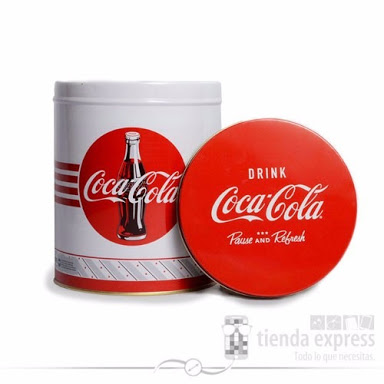 Coca-Cola
DRINK
Coca-Cola
Pause AND Refresh
tienda express
Todo lo que necesitas.